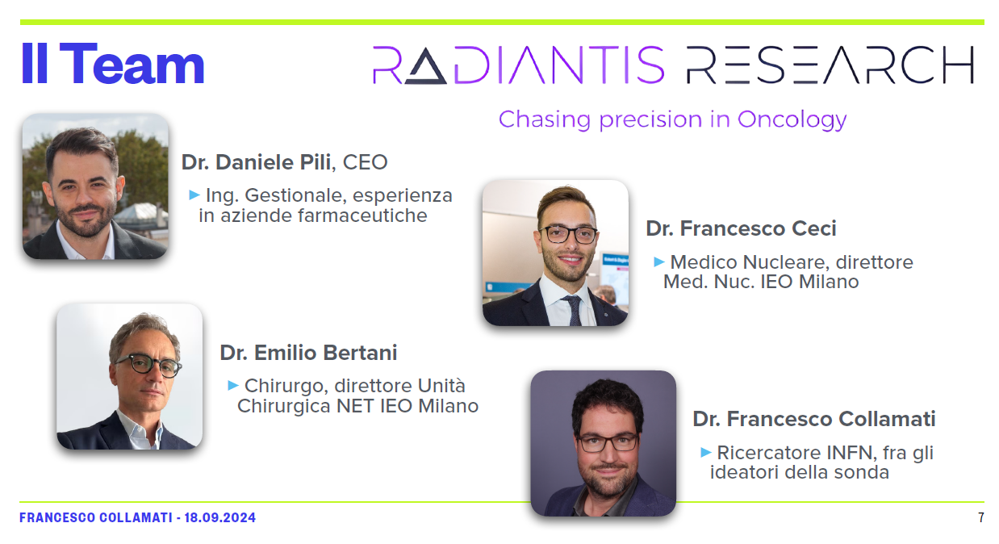 Il Team
RADIANTIS RESEARCH
Chasing precision in Oncology
Dr. Daniele Pili, CEO
Ing. Gestionale, esperienza
in aziende farmaceutiche
Dr. Francesco Ceci
Medico Nucleare, direttore
Med. Nuc. IEO Milano
Dr. Emilio Bertani
Chirurgo, direttore Unità
Chirurgica NET IEO Milano
Dr. Francesco Collamati
Ricercatore INFN, fra gli
ideatori della sonda
FRANCESCO COLLAMATI - 18.09.2024
7